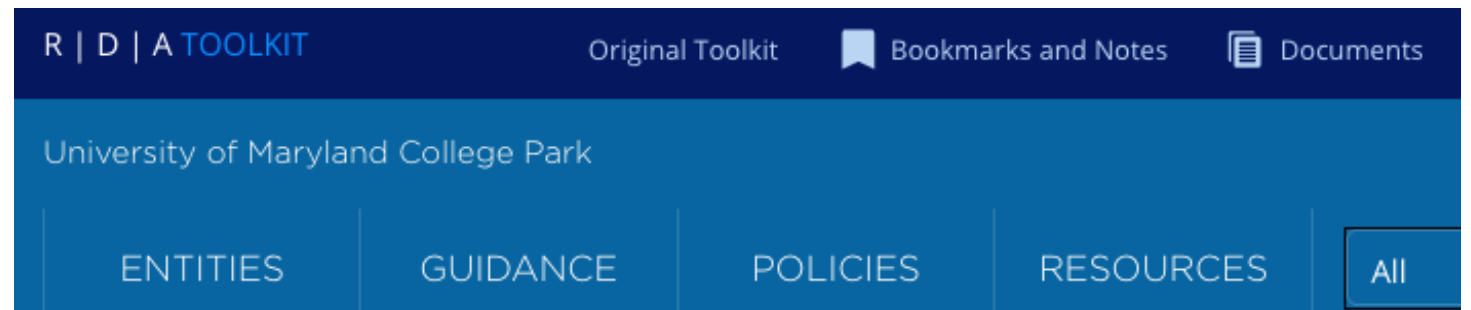 R | D | A TOOLKIT Original Toolkit Bookmarks and Notes Documents
University of Maryland College Park
ENTITIES GUIDANCE POLICIES RESOURCES All